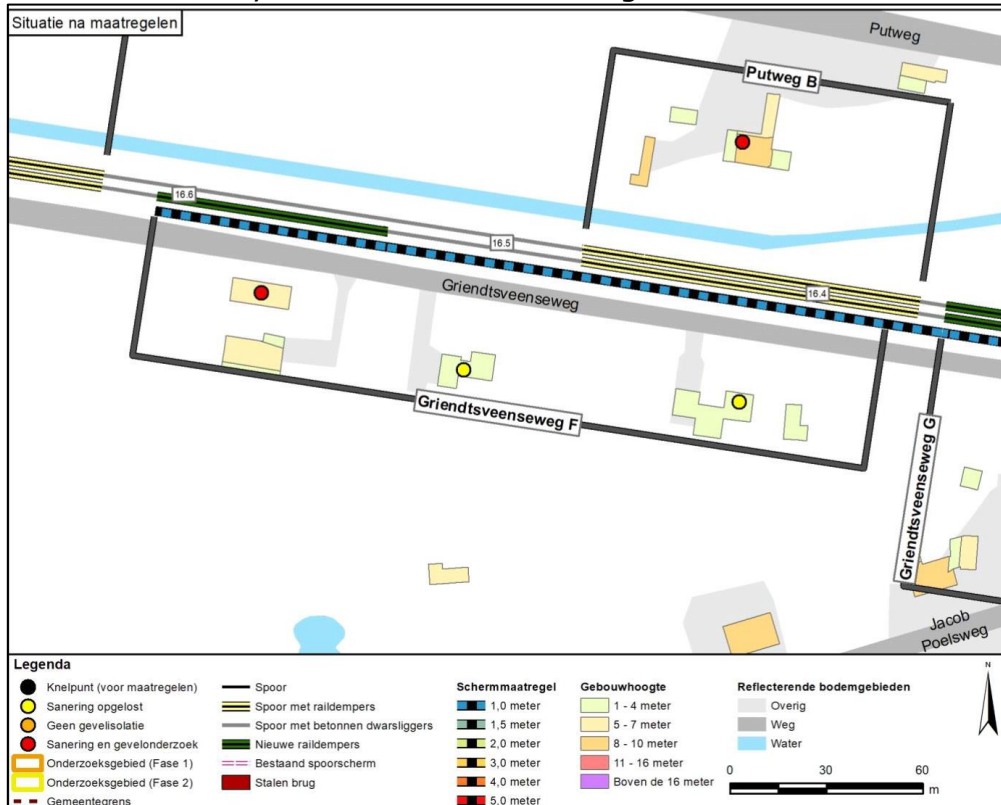 Situatie na maatregelen
Putweg
Putweg B
16.6
16.5
16.4
Griendtsveenseweg
Griendtsveenseweg F
Griendtsveenseweg G
Jacob
Poelsweg
Legenda
Knelpunt (voor maatregelen)
Sanering opgelost
Geen gevelisolatie
Sanering en gevelonderzoek
Onderzoeksgebied (Fase 1)
Onderzoeksgebied (Fase 2)
Gemeentegrens
Spoor
Spoor met raildempers
Spoor met betonnen dwarsliggers
Nieuwe raildempers
Bestaand spoorscherm
Stalen brug
Schermmaatregel
1,0 meter
1,5 meter
2,0 meter
3,0 meter
4,0 meter
5,0 meter
Gebouwhoogte
1 - 4 meter
5 - 7 meter
8 - 10 meter
11 - 16 meter
Boven de 16 meter
Reflecterende bodemgebieden
Overig
Weg
Water
N
0 30 60
m